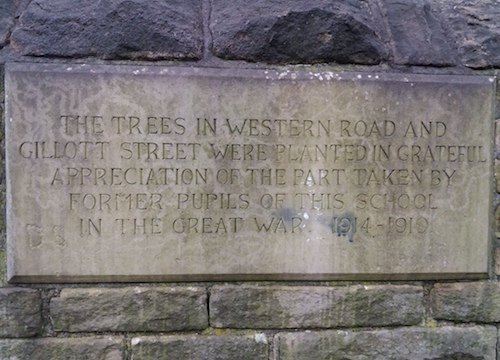 THE TREES IN WESTERN ROAD AND
GILLOTT STREET WERE PLANTED IN GRATEFUL
APPRECIATION OF THE PART TAKEN BY
FORMER PUPILS OF THIS SCHOOL
IN THE GREAT WAR. 1914-1919